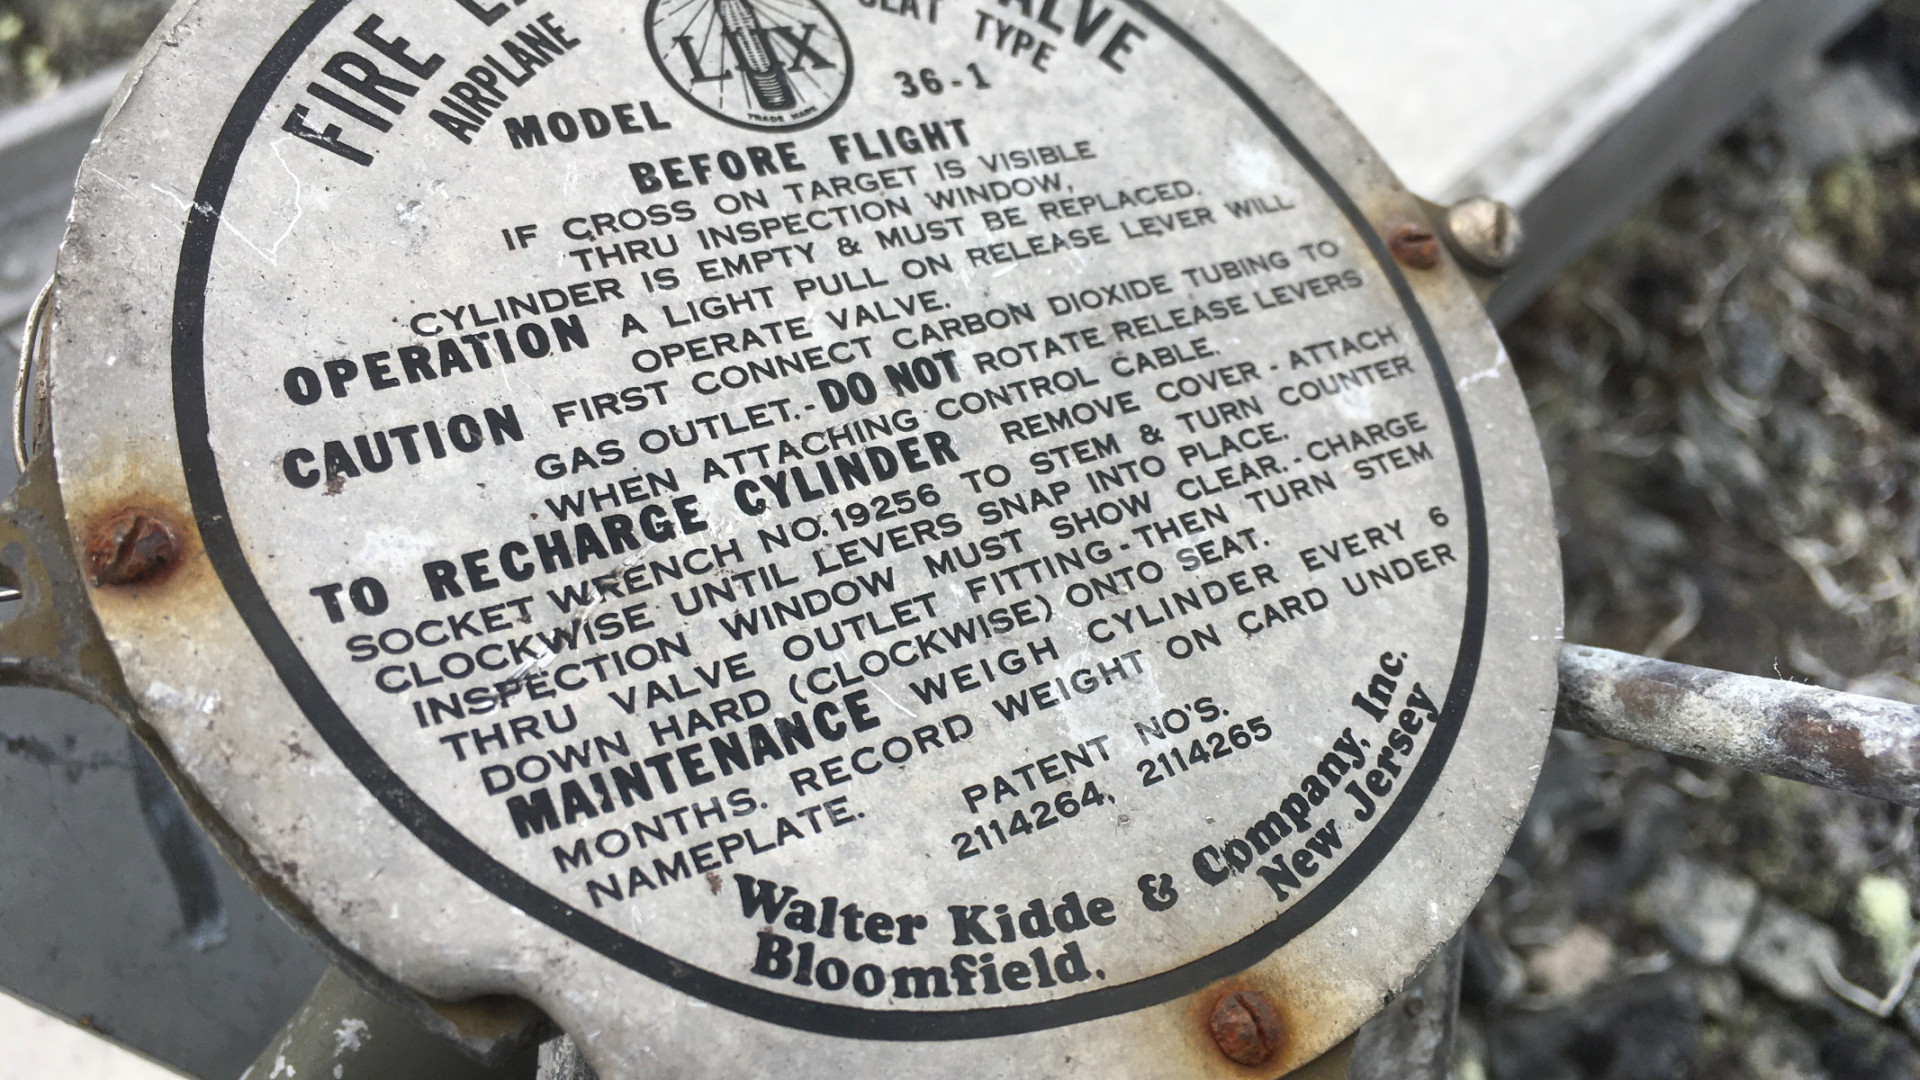 FIRE
VALVE
AIRPLANE
SEAT TYPE
LUX
TRADE MARK
MODEL 36-1
BEFORE FLIGHT
IF CROSS ON TARGET IS VISIBLE
THRU INSPECTION WINDOW,
CYLINDER IS EMPTY & MUST BE REPLACED.
OPERATION A LIGHT PULL ON RELEASE LEVER WILL
OPERATE VALVE.
CAUTION FIRST CONNECT CARBON DIOXIDE TUBING TO
GAS OUTLET.-DO NOT ROTATE RELEASE LEVERS
WHEN ATTACHING CONTROL CABLE.
TO RECHARGE CYLINDER REMOVE COVER - ATTACH
SOCKET WRENCH NO. 19256 TO STEM & TURN COUNTER
CLOCKWISE UNTIL LEVERS SNAP INTO PLACE.
INSPECTION WINDOW MUST SHOW CLEAR.-CHARGE
THRU VALVE OUTLET FITTING-THEN TURN STEM
DOWN HARD (CLOCKWISE) ONTO SEAT.
MAINTENANCE WEIGH CYLINDER EVERY 6
MONTHS. RECORD WEIGHT ON CARD UNDER
NAMEPLATE.
PATENT NO'S.
2114264, 2114265
Walter Kidde & Company, Inc.
Bloomfield, New Jersey